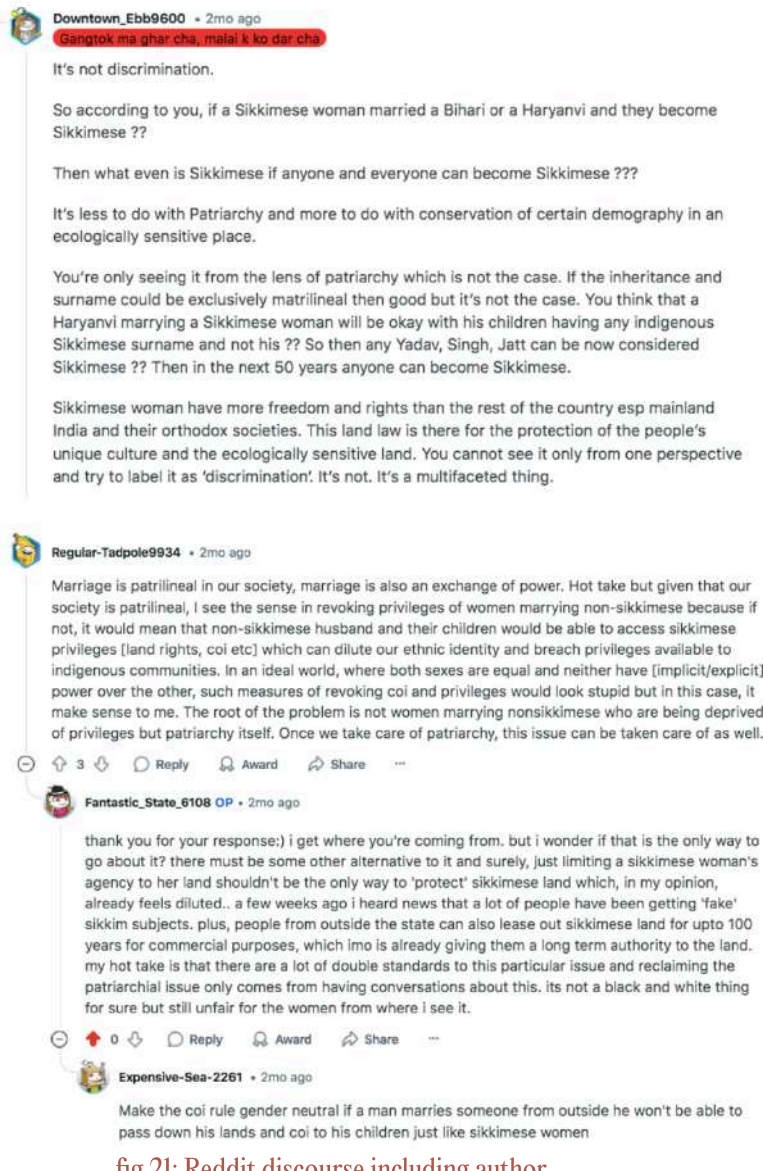 Downtown_Ebb9600 • 2mo ago
Gangtok ma ghar cha, malai k ko dar cha
It's not discrimination.
So according to you, if a Sikkimese woman married a Bihari or a Haryanvi and they become
Sikkimese ??
Then what even is Sikkimese if anyone and everyone can become Sikkimese ???
It's less to do with Patriarchy and more to do with conservation of certain demography in an
ecologically sensitive place.
You're only seeing it from the lens of patriarchy which is not the case. If the inheritance and
surname could be exclusively matrilineal then good but it's not the case. You think that a
Haryanvi marrying a Sikkimese woman will be okay with his children having any indigenous
Sikkimese surname and not his ?? So then any Yadav, Singh, Jatt can be now considered
Sikkimese ?? Then in the next 50 years anyone can become Sikkimese.
Sikkimese woman have more freedom and rights than the rest of the country esp mainland
India and their orthodox societies. This land law is there for the protection of the people's
unique culture and the ecologically sensitive land. You cannot see it only from one perspective
and try to label it as 'discrimination'. It's not. It's a multifaceted thing.
Regular-Tadpole9934 • 2mo ago
Marriage is patrilineal in our society, marriage is also an exchange of power. Hot take but given that our
society is patrilineal, I see the sense in revoking privileges of women marrying non-sikkimese because if
not, it would mean that non-sikkimese husband and their children would be able to access sikkimese
privileges [land rights, coi etc] which can dilute our ethnic identity and breach privileges available to
indigenous communities. In an ideal world, where both sexes are equal and neither have [implicit/explicit]
power over the other, such measures of revoking coi and privileges would look stupid but in this case, it
make sense to me. The root of the problem is not women marrying nonsikkimese who are being deprived
of privileges but patriarchy itself. Once we take care of patriarchy, this issue can be taken care of as well.
3 Reply Award Share ...
Fantastic_State_6108 OP • 2mo ago
thank you for your response:) i get where you're coming from. but i wonder if that is the only way to
go about it? there must be some other alternative to it and surely, just limiting a sikkimese woman's
agency to her land shouldn't be the only way to 'protect' sikkimese land which, in my opinion,
already feels diluted.. a few weeks ago i heard news that a lot of people have been getting 'fake'
sikkim subjects. plus, people from outside the state can also lease out sikkimese land for upto 100
years for commercial purposes, which imo is already giving them a long term authority to the land.
my hot take is that there are a lot of double standards to this particular issue and reclaiming the
patriarchial issue only comes from having conversations about this. its not a black and white thing
for sure but still unfair for the women from where i see it.
0 Reply Award Share ...
Expensive-Sea-2261 • 2mo ago
Make the coi rule gender neutral if a man marries someone from outside he won't be able to
pass down his lands and coi to his children just like sikkimese women
fig 21: Reddit discourse including author